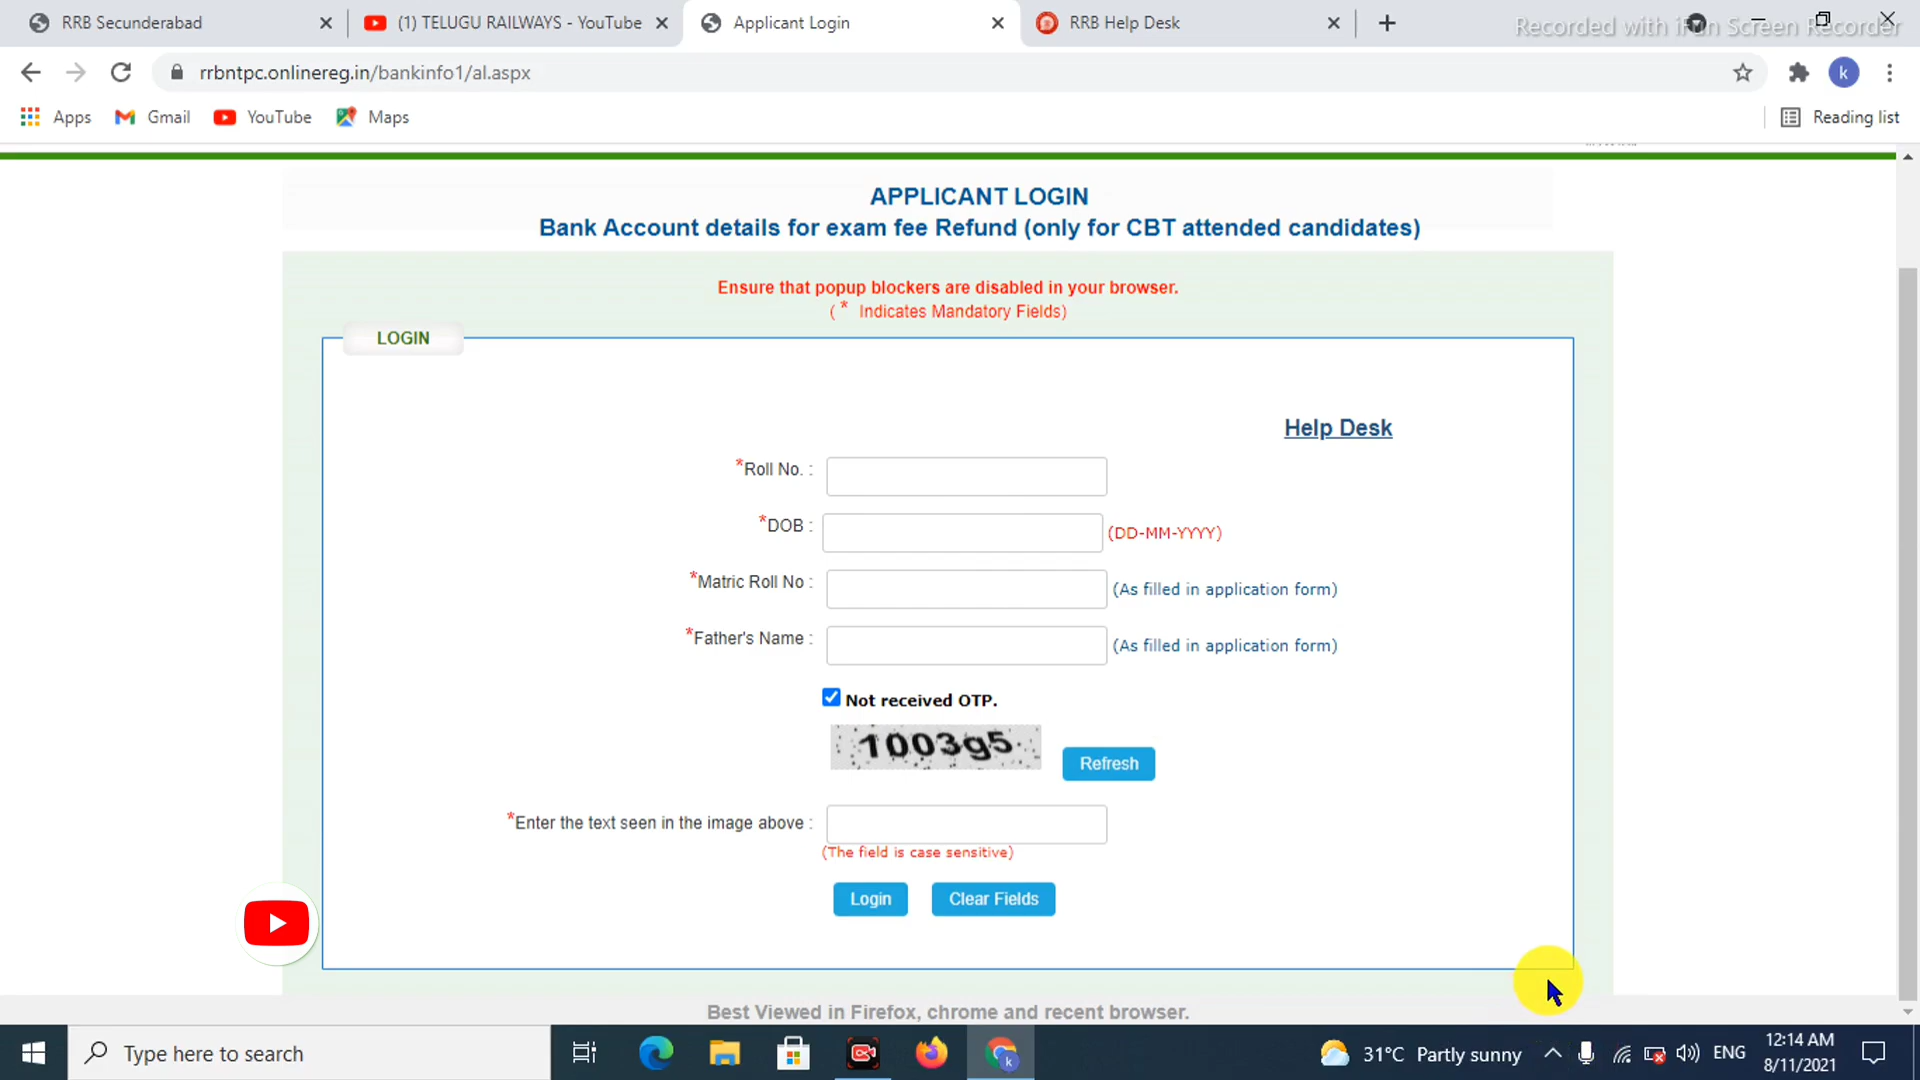 RRB Secunderabad
(1) TELUGU RAILWAYS - YouTube
Applicant Login
RRB Help Desk
Recorded with iFun Screen Recorder
rrbntpc.onlinereg.in/bankinfo1/al.aspx
k
Apps
Gmail
YouTube
Maps
Reading list
APPLICANT LOGIN
Bank Account details for exam fee Refund (only for CBT attended candidates)
Ensure that popup blockers are disabled in your browser.
( * Indicates Mandatory Fields)
LOGIN
Help Desk
*Roll No. :
*DOB :
(DD-MM-YYYY)
*Matric Roll No :
(As filled in application form)
*Father's Name :
(As filled in application form)
Not received OTP.
1003g5
Refresh
*Enter the text seen in the image above :
(The field is case sensitive)
Login
Clear Fields
Best Viewed in Firefox, chrome and recent browser.
Type here to search
k
31°C Partly sunny
ENG
12:14 AM
8/11/2021